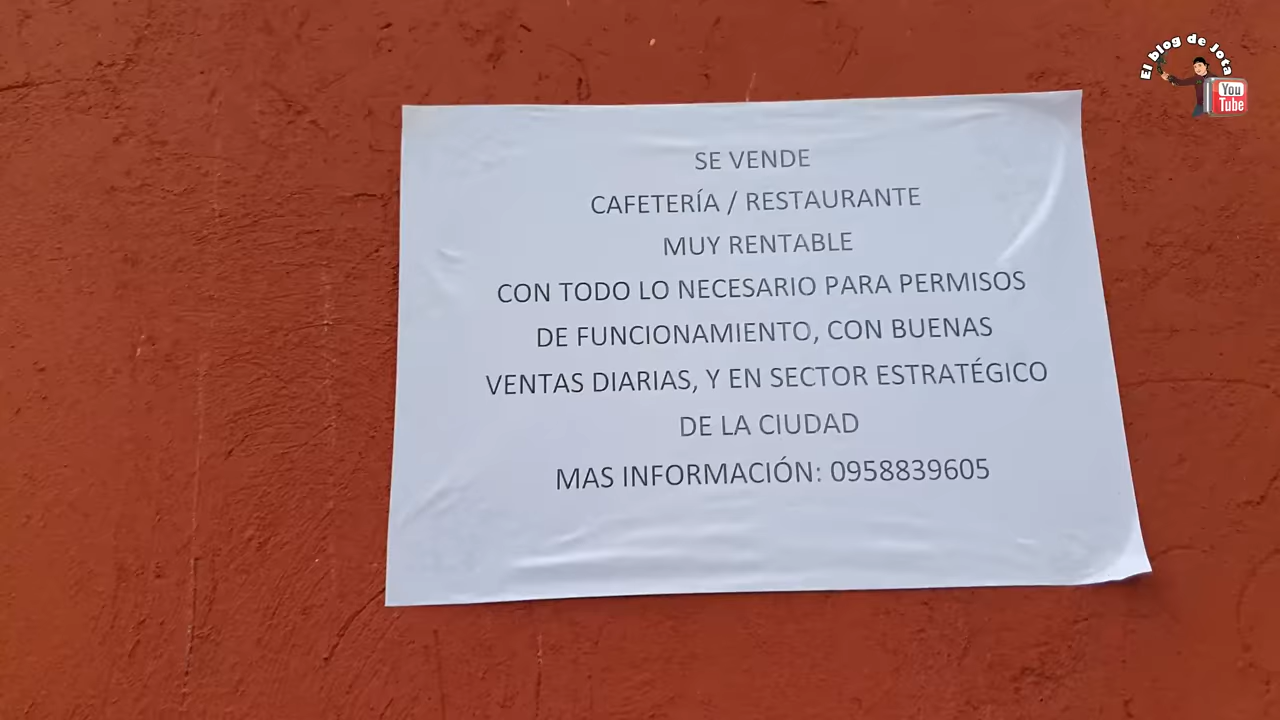 El blog de Jota
You
Tube
SE VENDE
CAFETERÍA / RESTAURANTE
MUY RENTABLE
CON TODO LO NECESARIO PARA PERMISOS
DE FUNCIONAMIENTO, CON BUENAS
VENTAS DIARIAS, Y EN SECTOR ESTRATÉGICO
DE LA CIUDAD
MAS INFORMACIÓN: 0958839605